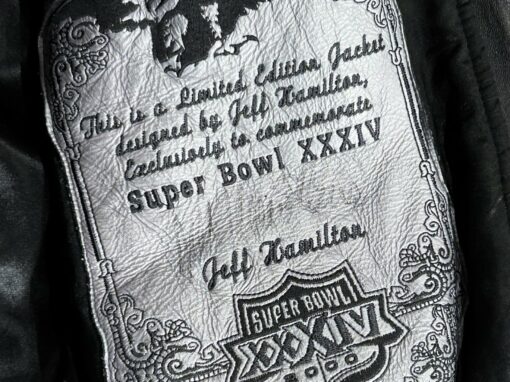 This is a Limited Edition Jacket
designed by Jeff Hamilton,
Exclusively to commemorate
Super Bowl XXXIV
Jeff Hamilton
SUPER BOWL
XXXIV
2000